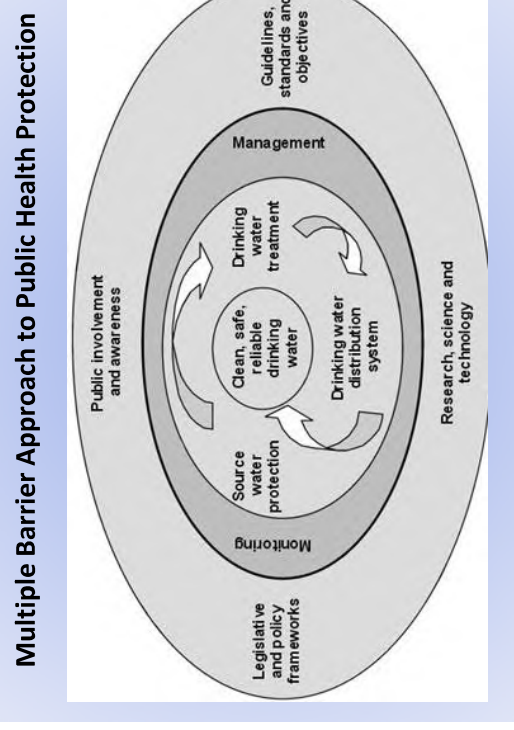 Multiple Barrier Approach to Public Health Protection
Public involvement
and awareness
Guidelines,
standards and
objectives
Management
Drinking
water
treatment
Clean, safe,
reliable
drinking
water
Source
water
protection
Drinking water
distribution
system
Monitoring
Legislative
and policy
frameworks
Research, science and
technology